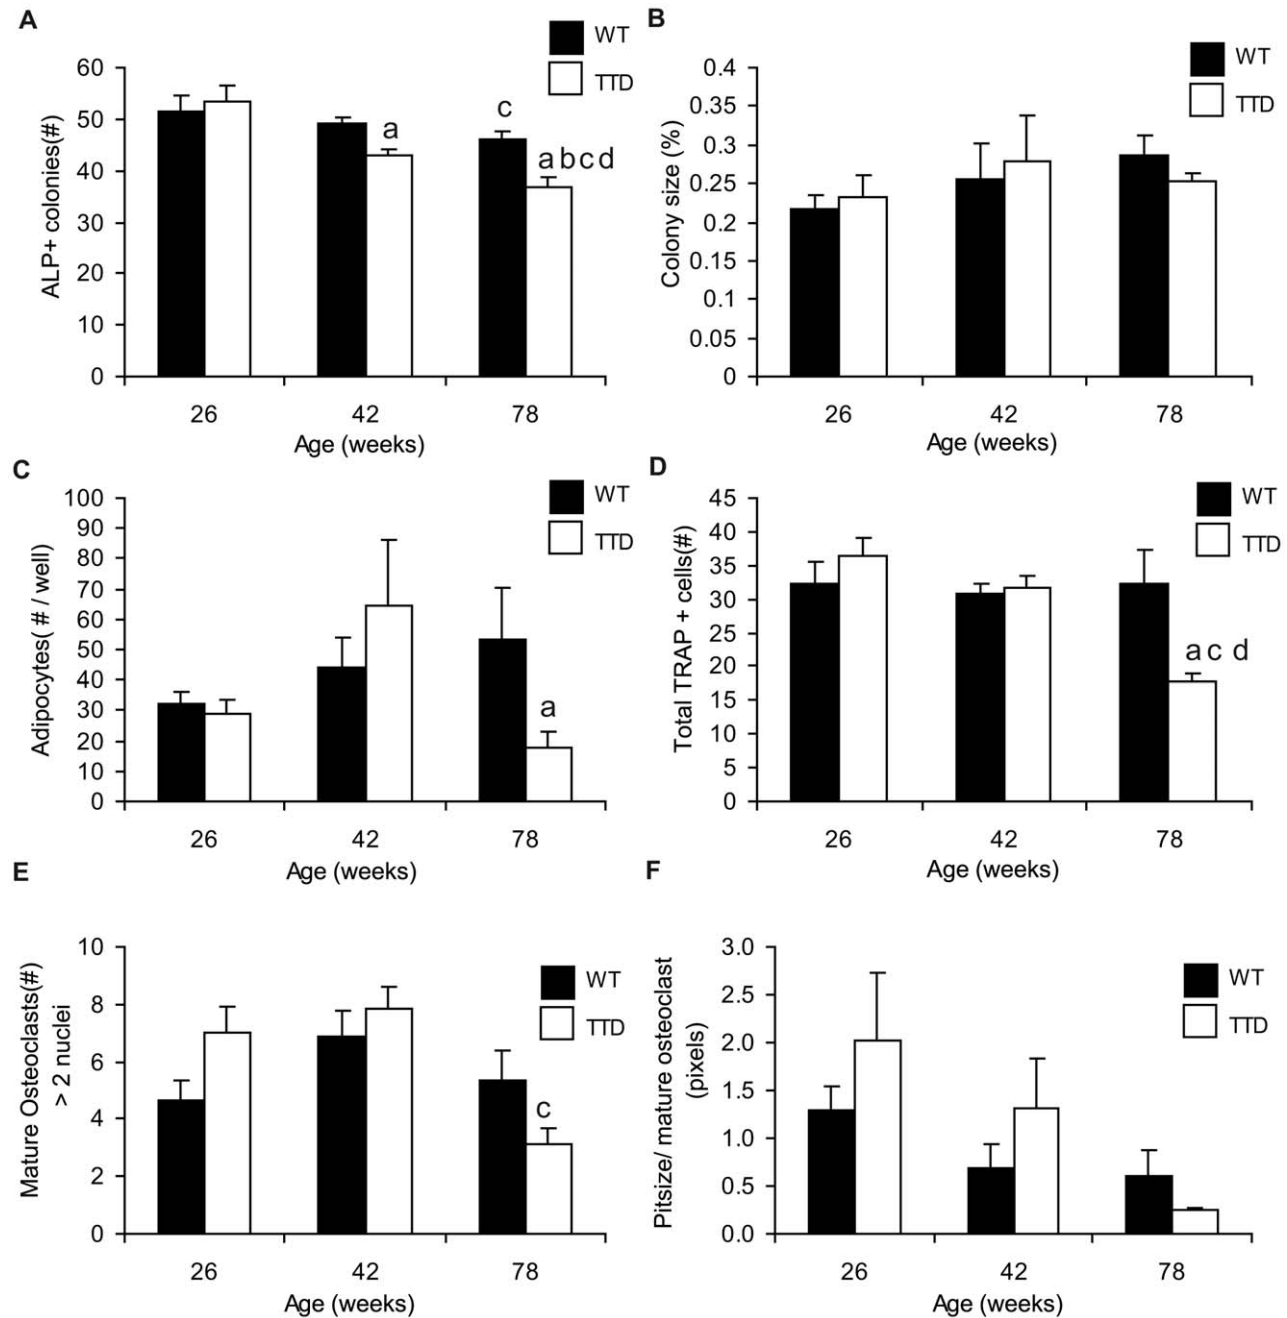 A
WT
TTD
ALP+ colonies(#)
60
50
40
30
20
10
0
a
c
abcd
26 42 78
Age (weeks)
B
WT
TTD
Colony size (%)
0.4
0.35
0.3
0.25
0.2
0.15
0.1
0.05
0
26 42 78
Age (weeks)
C
WT
TTD
Adipocytes( # / well)
100
90
80
70
60
50
40
30
20
10
0
a
26 42 78
Age (weeks)
D
WT
TTD
Total TRAP + cells(#)
45
40
35
30
25
20
15
10
5
0
ac d
26 42 78
Age (weeks)
E
WT
TTD
Mature Osteoclasts(#)
> 2 nuclei
10
8
6
4
2
0
c
26 42 78
Age (weeks)
F
WT
TTD
Pitsize/ mature osteoclast
(pixels)
3.0
2.5
2.0
1.5
1.0
0.5
0.0
26 42 78
Age (weeks)